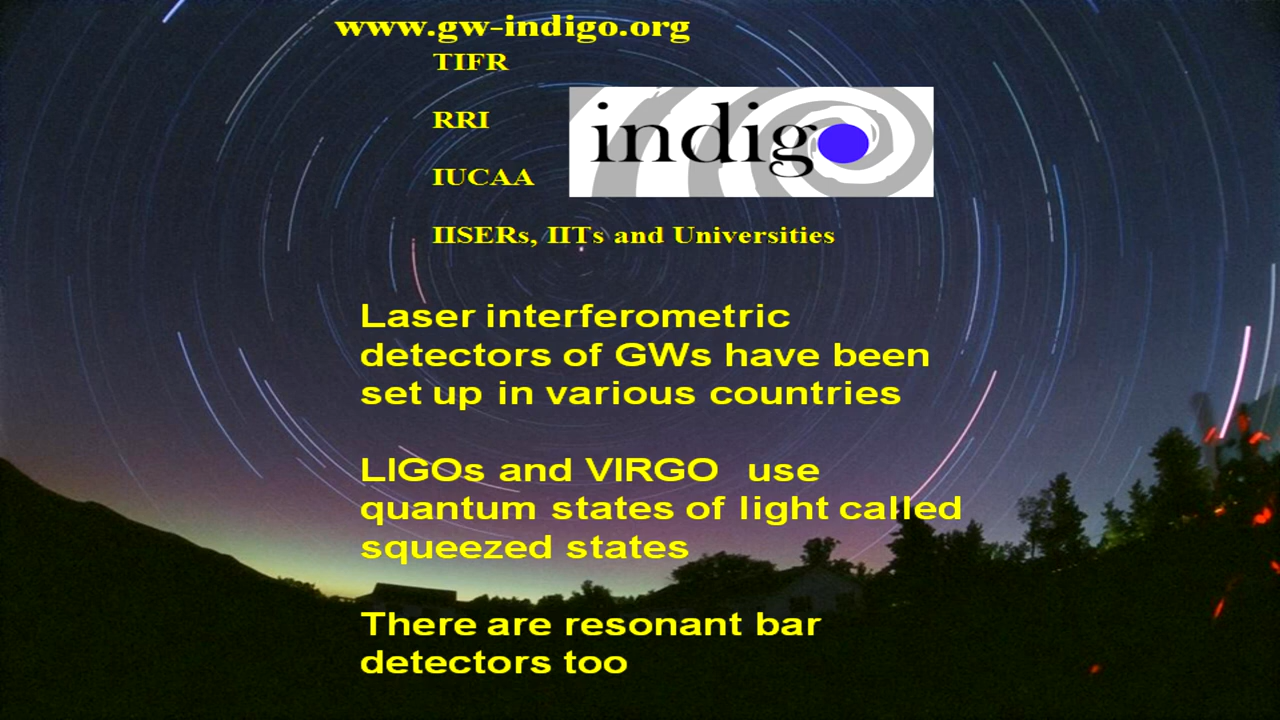 www.gw-indigo.org
TIFR
RRI
indigo
IUCAA
IISERs, IITs and Universities
Laser interferometric
detectors of GWs have been
set up in various countries
LIGOs and VIRGO use
quantum states of light called
squeezed states
There are resonant bar
detectors too